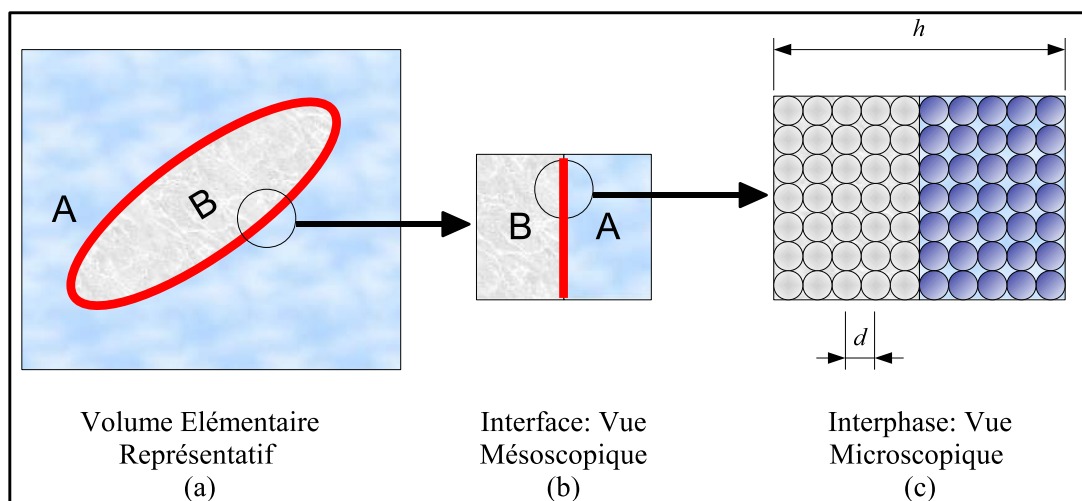 h
A
B
B
A
d
Volume Elémentaire
Représentatif
(a)
Interface: Vue
Mésoscopique
(b)
Interphase: Vue
Microscopique
(c)